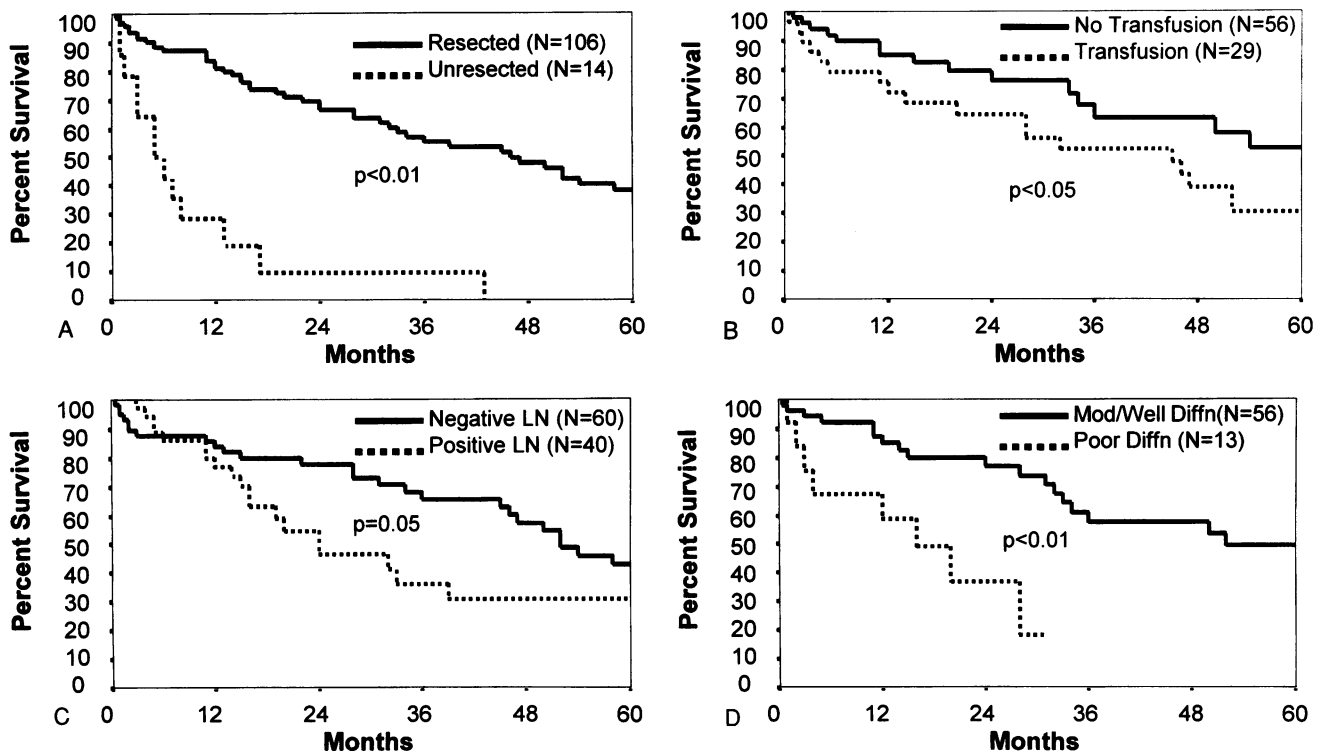 Percent Survival
100
90
80
70
60
50
40
30
20
10
0
Resected (N=106)
Unresected (N=14)
p<0.01
0 12 24 36 48 60
A
Months
Percent Survival
100
90
80
70
60
50
40
30
20
10
0
No Transfusion (N=56)
Transfusion (N=29)
p<0.05
0 12 24 36 48 60
B
Months
Percent Survival
100
90
80
70
60
50
40
30
20
10
0
Negative LN (N=60)
Positive LN (N=40)
p=0.05
0 12 24 36 48 60
C
Months
Percent Survival
100
90
80
70
60
50
40
30
20
10
0
Mod/Well Diffn(N=56)
Poor Diffn (N=13)
p<0.01
0 12 24 36 48 60
D
Months